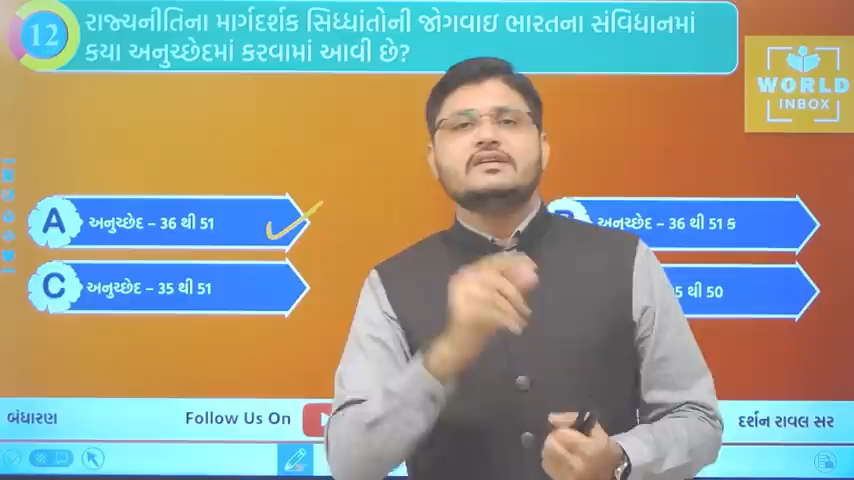 12
રાજ્યનીતિના માર્ગદર્શક સિધ્ધાંતોની જોગવાઇ ભારતના સંવિધાનમાં
કયા અનુચ્છેદમાં કરવામાં આવી છે?
WORLD
INBOX
A અનુચ્છેદ – 36 થી 51
અનુચ્છેદ – 36 થી 51 ક
C અનુચ્છેદ – 35 થી 51
5 થી 50
બંધારણ
Follow Us On
દર્શન રાવલ સર